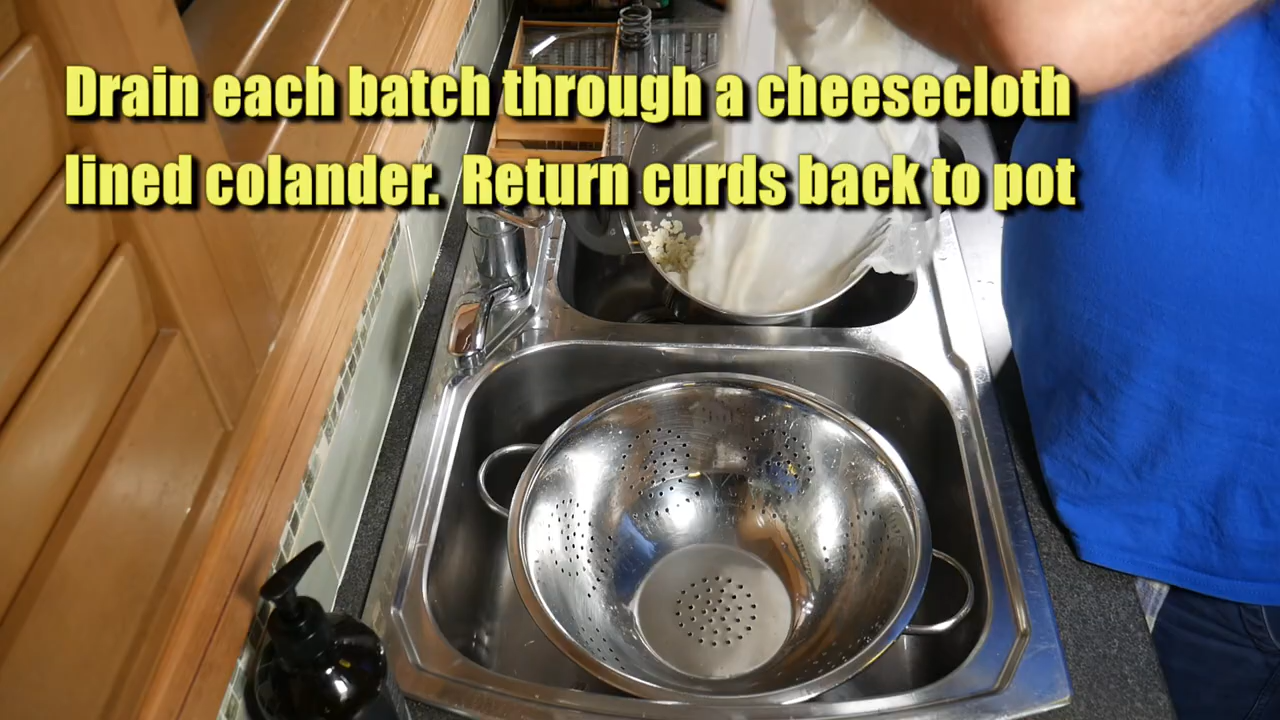 Drain each batch through a cheesecloth
lined colander.  Return curds back to pot